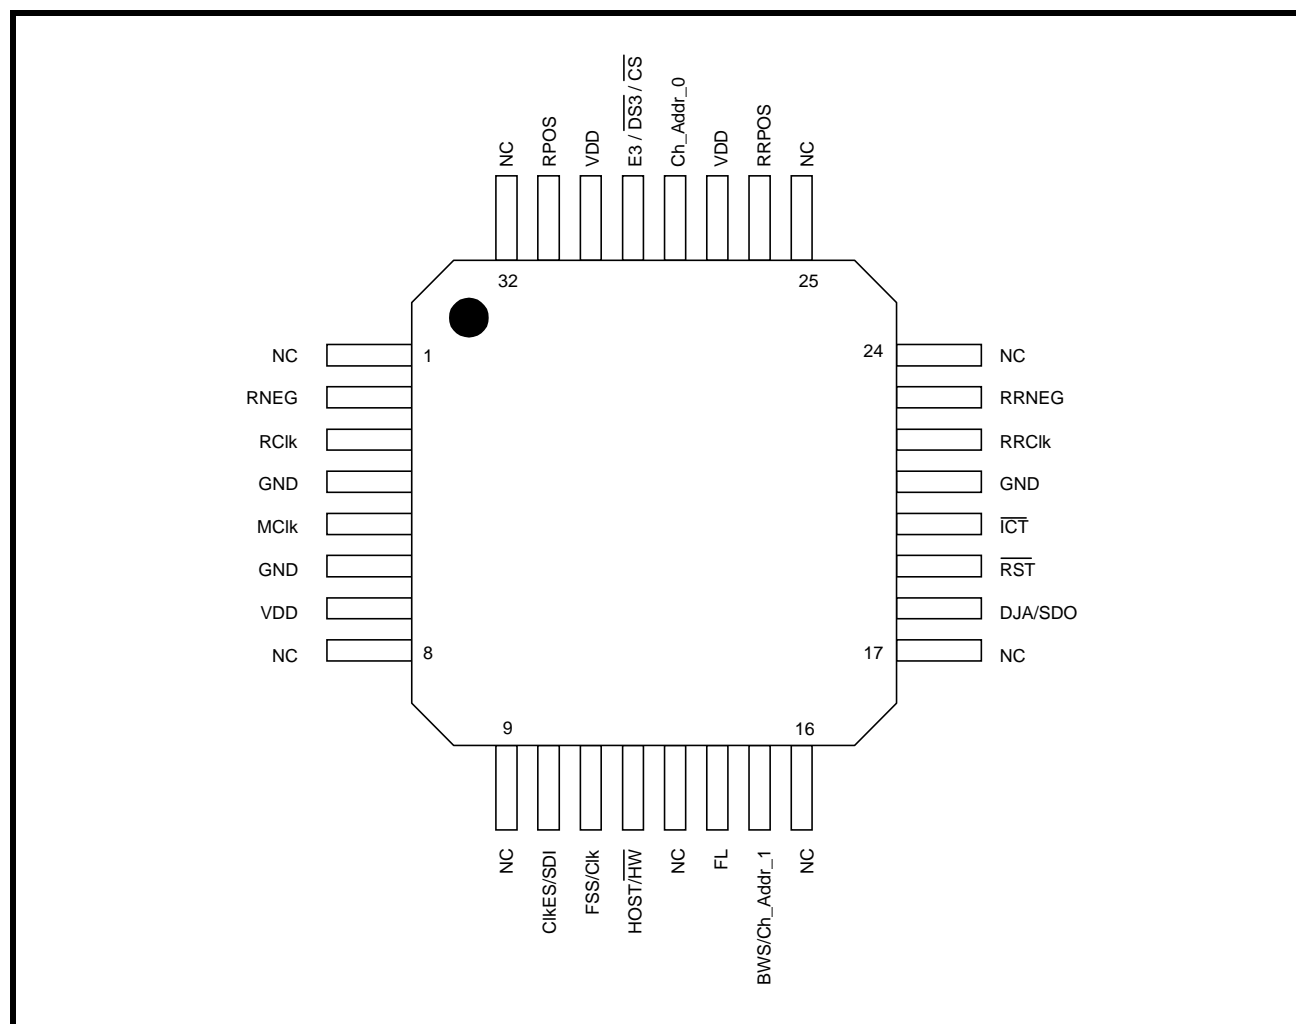 NC
RPOS
VDD
E3 / DS3 / CS
Ch_Addr_0
VDD
RRPOS
NC
32
25
NC
1
24
NC
RNEG
RRNEG
RClk
RRClk
GND
GND
MClk
ICT
GND
RST
VDD
DJA/SDO
NC
8
17
NC
9
16
NC
ClkES/SDI
FSS/Clk
HOST/HW
NC
FL
BWS/Ch_Addr_1
NC